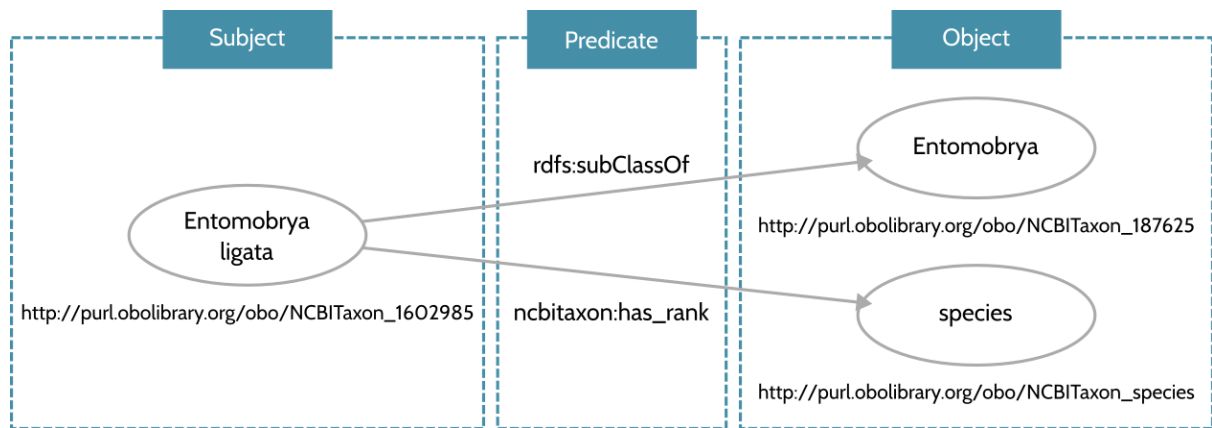 Subject
Predicate
Object
Entomobrya
ligata
http://purl.obolibrary.org/obo/NCBITaxon_1602985
rdfs:subClassOf
ncbitaxon:has_rank
Entomobrya
http://purl.obolibrary.org/obo/NCBITaxon_187625
species
http://purl.obolibrary.org/obo/NCBITaxon_species